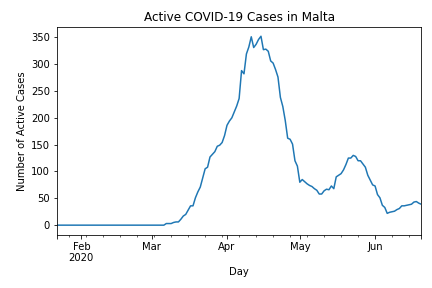 Active COVID-19 Cases in Malta
Number of Active Cases
350
300
250
200
150
100
50
0
Feb
2020
Mar
Apr
May
Jun
Day